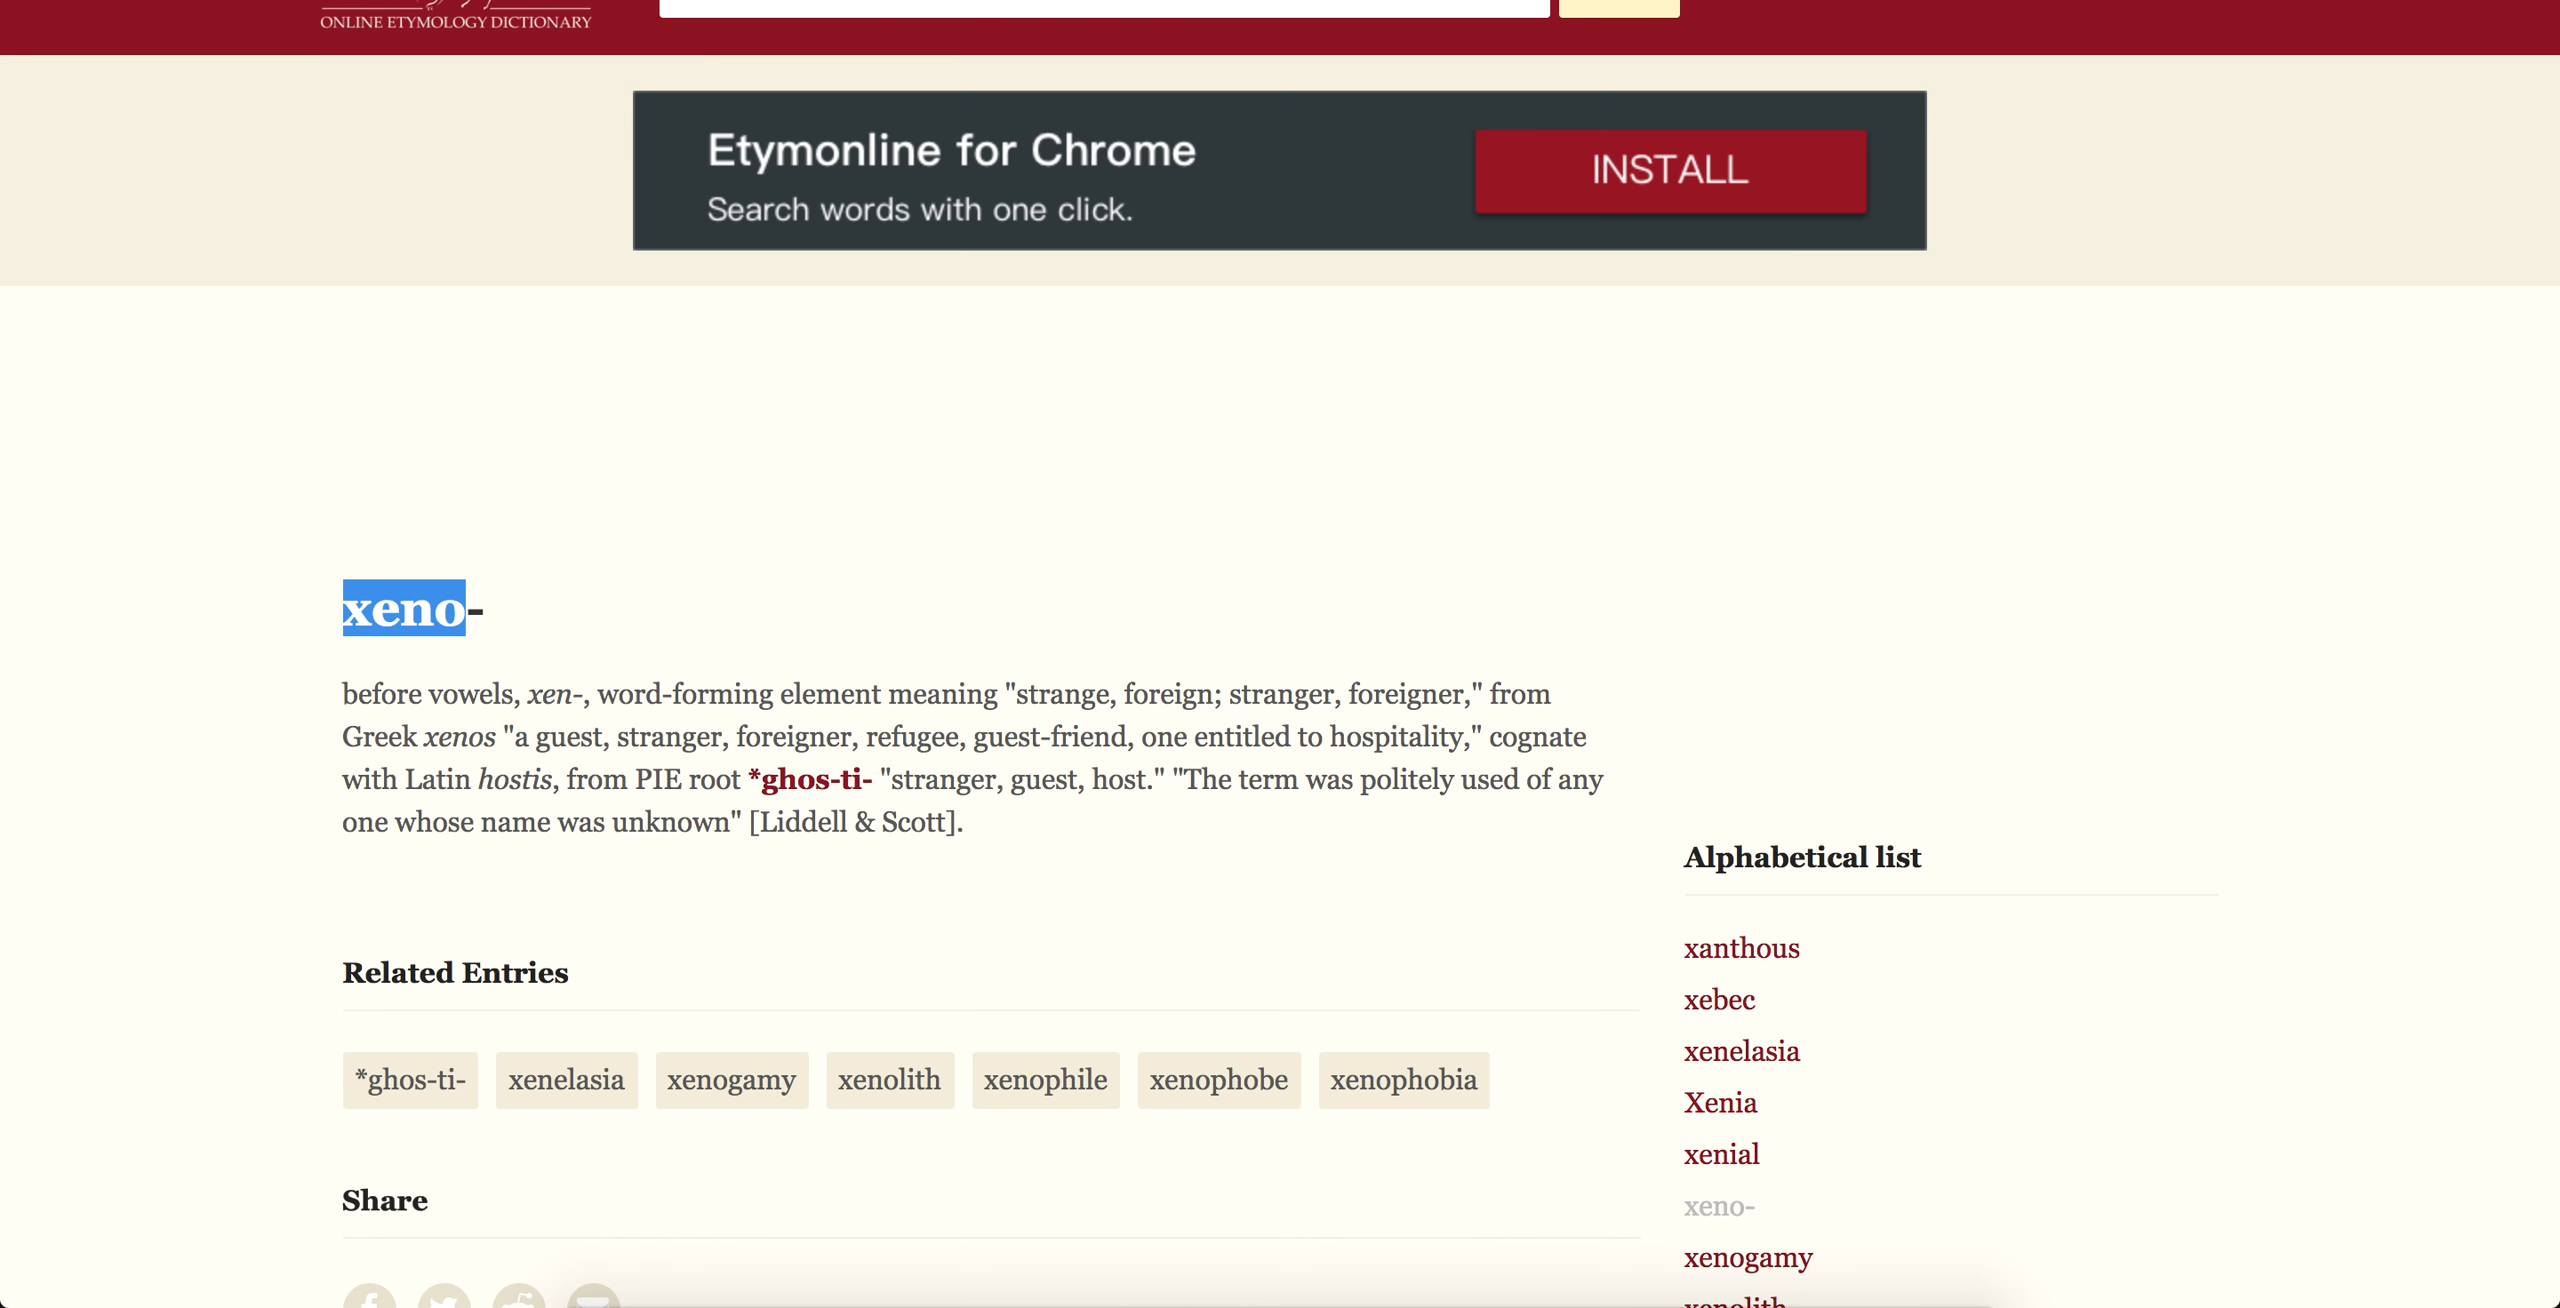 ONLINE ETYMOLOGY DICTIONARY
Etymonline for Chrome
Search words with one click.
INSTALL
xeno-
before vowels, xen-, word-forming element meaning "strange, foreign; stranger, foreigner," from
Greek xenos "a guest, stranger, foreigner, refugee, guest-friend, one entitled to hospitality," cognate
with Latin hostis, from PIE root *ghos-ti- "stranger, guest, host." "The term was politely used of any
one whose name was unknown" [Liddell & Scott].
Related Entries
*ghos-ti- xenelasia xenogamy xenolith xenophile xenophobe xenophobia
Share
Alphabetical list
xanthous
xebec
xenelasia
Xenia
xenial
xeno-
xenogamy
xenolith